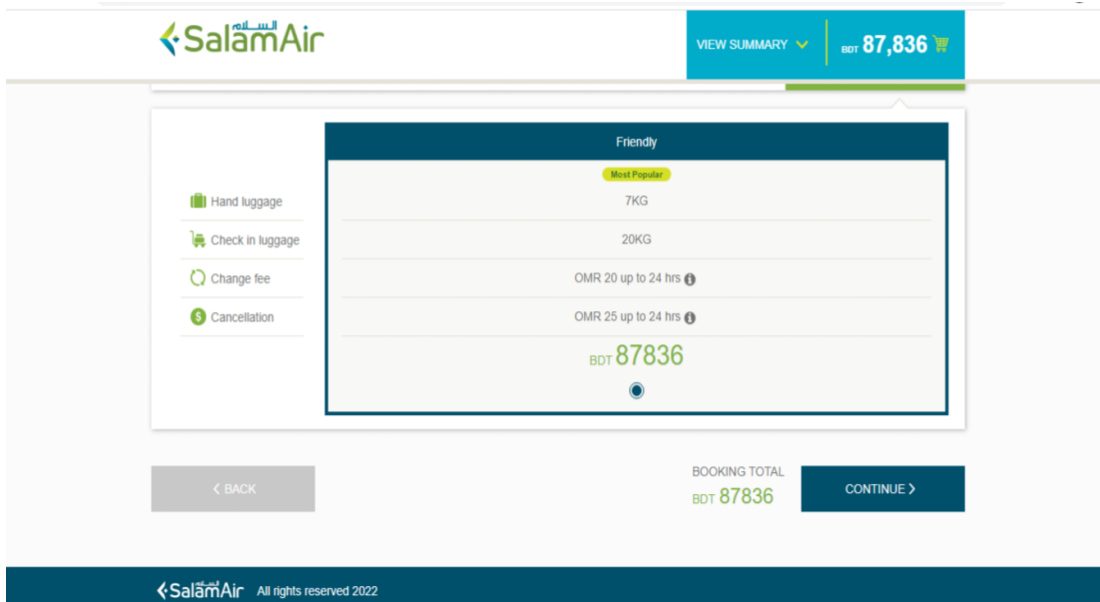 السلام
SalamAir
VIEW SUMMARY
BDT 87,836
Friendly
Most Popular
Hand luggage
7KG
Check in luggage
20KG
Change fee
OMR 20 up to 24 hrs
Cancellation
OMR 25 up to 24 hrs
BDT 87836
BACK
BOOKING TOTAL
BDT 87836
CONTINUE
السلام
SalamAir All rights reserved 2022